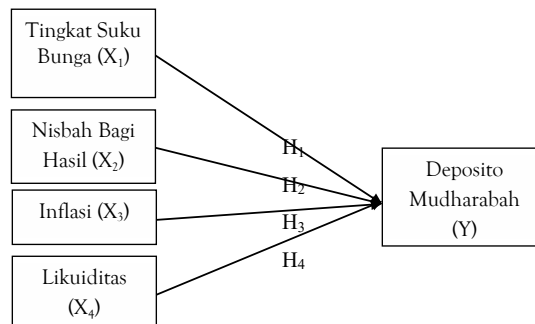 Tingkat Suku
Bunga (X₁)
Nisbah Bagi
Hasil (X₂)
Inflasi (X₃)
Likuiditas
(X₄)
H₁
H₂
H₃
H₄
Deposito
Mudharabah
(Y)